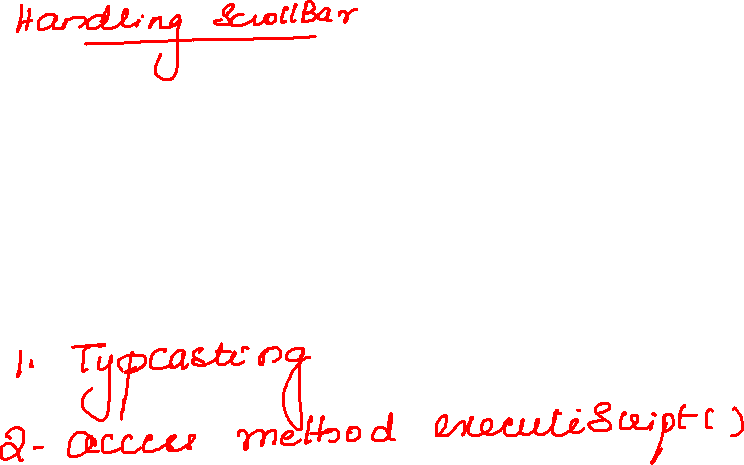 Handling ScrollBar
1. Typcasting
2- access method executeScript()